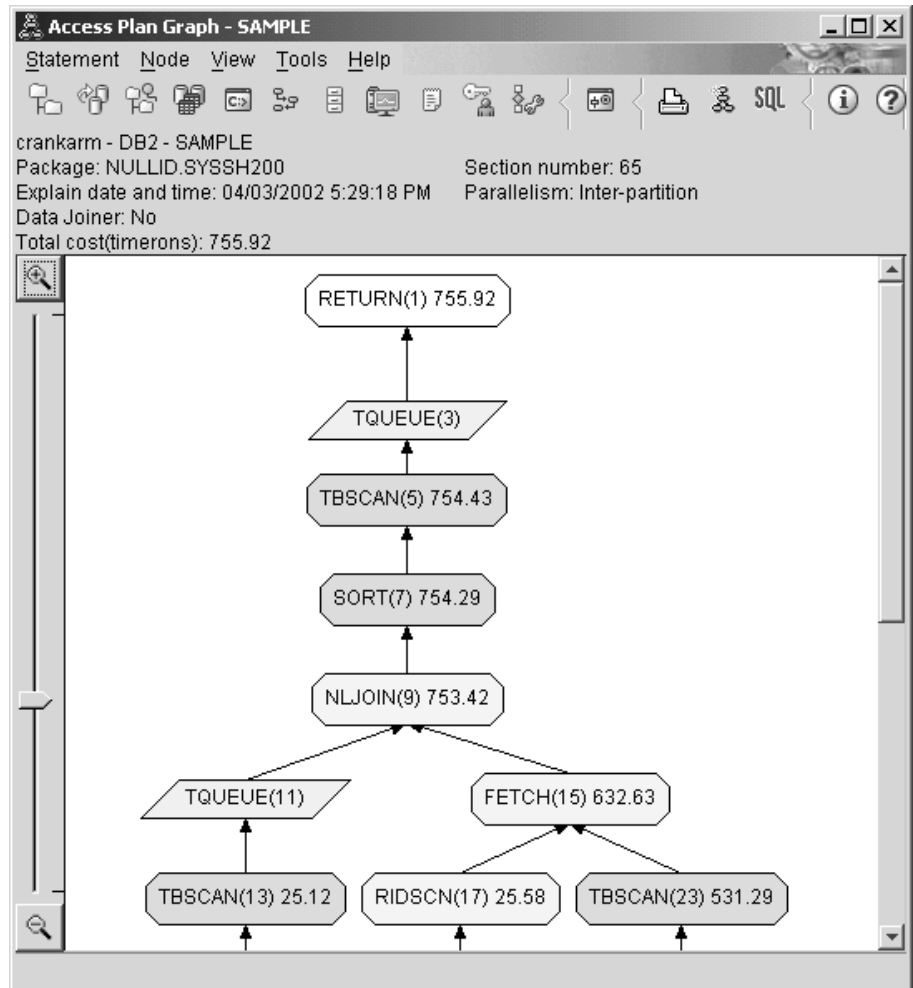 Access Plan Graph - SAMPLE
Statement Node View Tools Help
C:> SQL i ?
crankarm - DB2 - SAMPLE
Package: NULLID.SYSSH200 Section number: 65
Explain date and time: 04/03/2002 5:29:18 PM Parallelism: Inter-partition
Data Joiner: No
Total cost(timerons): 755.92
RETURN(1) 755.92
TQUEUE(3)
TBSCAN(5) 754.43
SORT(7) 754.29
NLJOIN(9) 753.42
TQUEUE(11) FETCH(15) 632.63
TBSCAN(13) 25.12 RIDSCN(17) 25.58 TBSCAN(23) 531.29